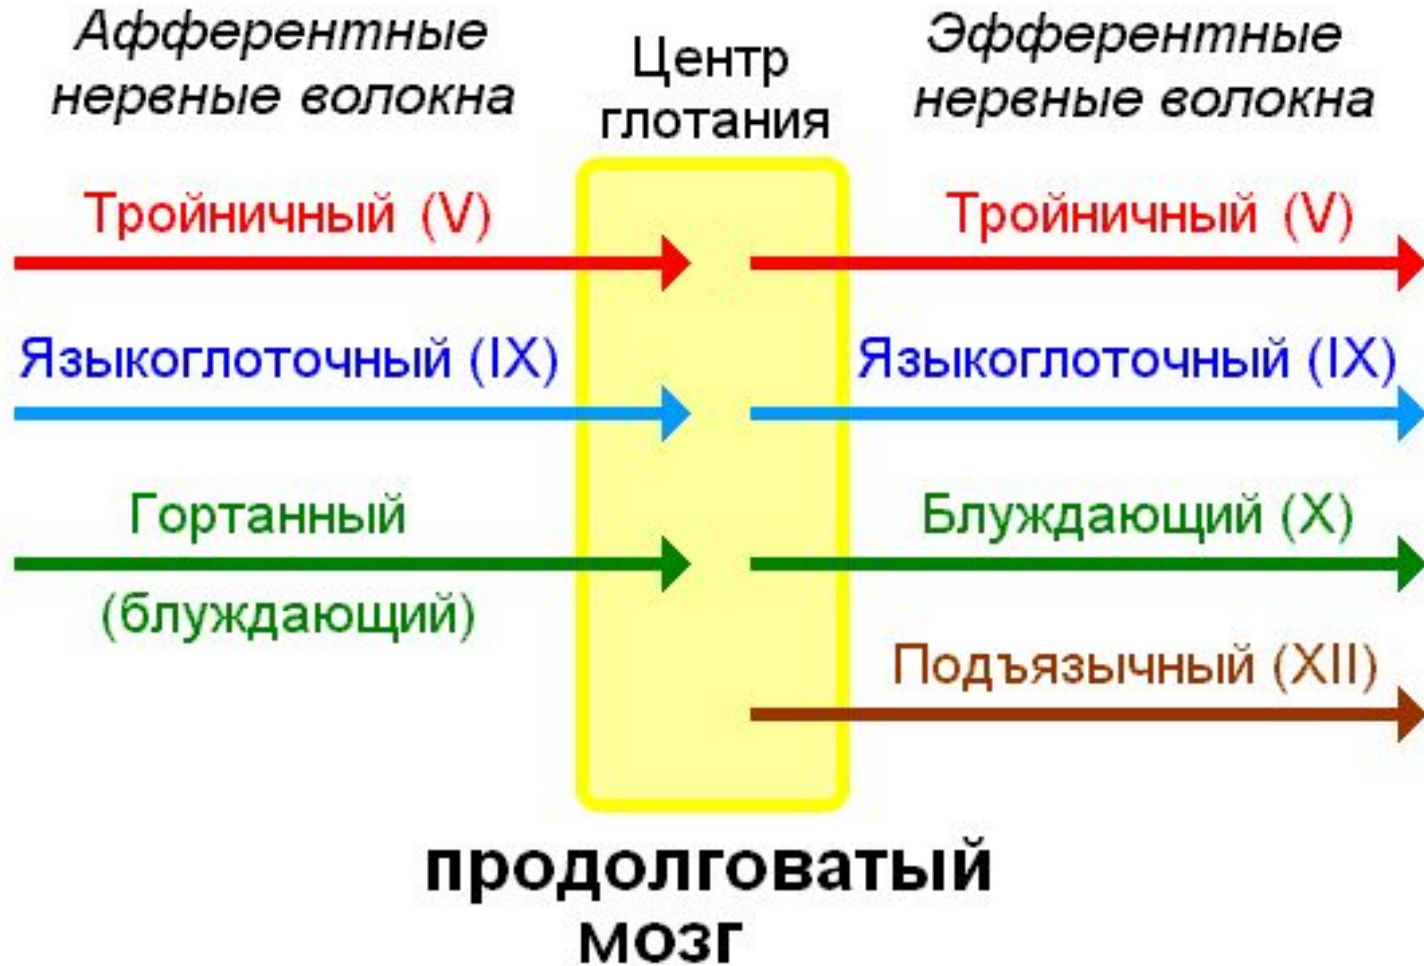 Афферентные
нервные волокна
Центр
глотания
Эфферентные
нервные волокна
Тройничный (V)
Тройничный (V)
Языкоглоточный (IX)
Языкоглоточный (IX)
Гортанный
(блуждающий)
Блуждающий (X)
Подъязычный (XII)
продолговатый
мозг